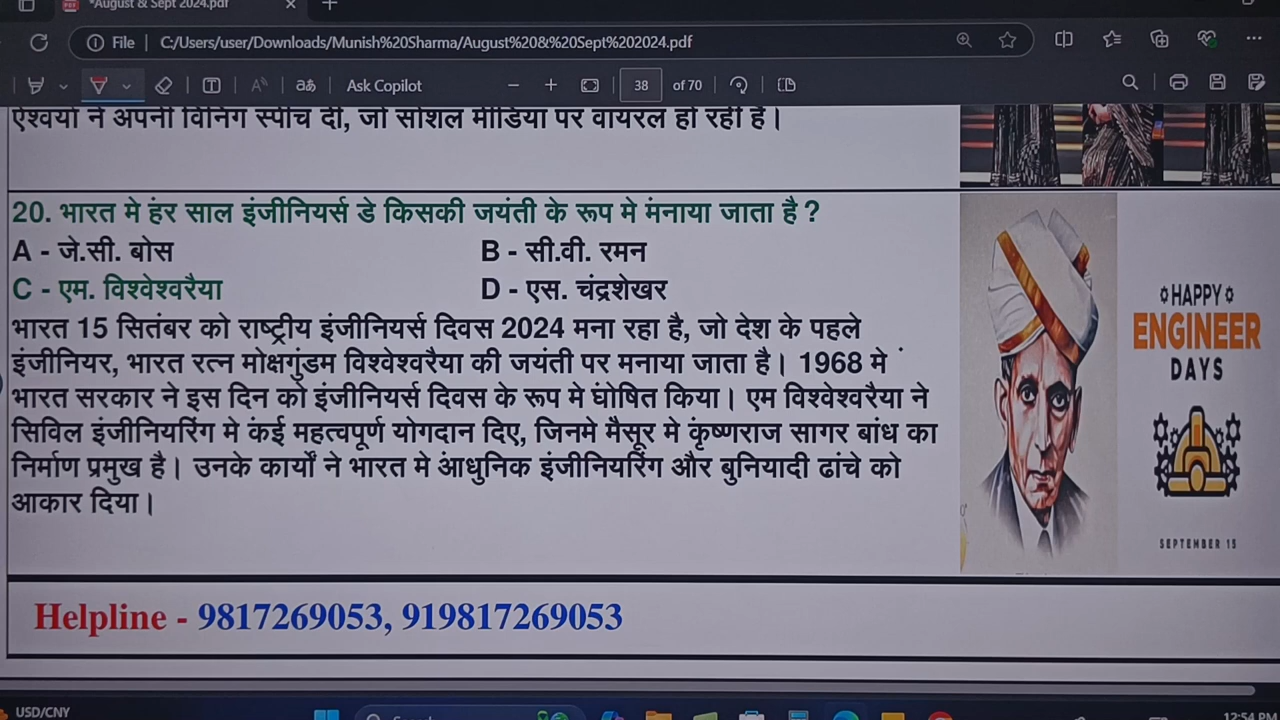 *August & Sept 2024.pdf
File
C:/Users/user/Downloads/Munish%20Sharma/August%20&%20Sept%202024.pdf
aあ Ask Copilot
38 of 70
ऐश्वर्या ने अपनी विनिंग स्पीच दी, जो सोशल मीडिया पर वायरल हो रही है।
20. भारत मे हर साल इंजीनियर्स डे किसकी जयंती के रूप मे मनाया जाता है ?
A - जे.सी. बोस B - सी.वी. रमन
C - एम. विश्वेश्वरैया D - एस. चंद्रशेखर
भारत 15 सितंबर को राष्ट्रीय इंजीनियर्स दिवस 2024 मना रहा है, जो देश के पहले
इंजीनियर, भारत रत्न मोक्षगुंडम विश्वेश्वरैया की जयंती पर मनाया जाता है। 1968 मे
भारत सरकार ने इस दिन को इंजीनियर्स दिवस के रूप मे घोषित किया। एम विश्वेश्वरैया ने
सिविल इंजीनियरिंग मे कई महत्वपूर्ण योगदान दिए, जिनमे मैसूर मे कृष्णराज सागर बांध का
निर्माण प्रमुख है। उनके कार्यों ने भारत मे आधुनिक इंजीनियरिंग और बुनियादी ढांचे को
आकार दिया।
HAPPY
ENGINEER
DAYS
SEPTEMBER 15
Helpline - 9817269053, 919817269053
USD/CNY
12:54 PM